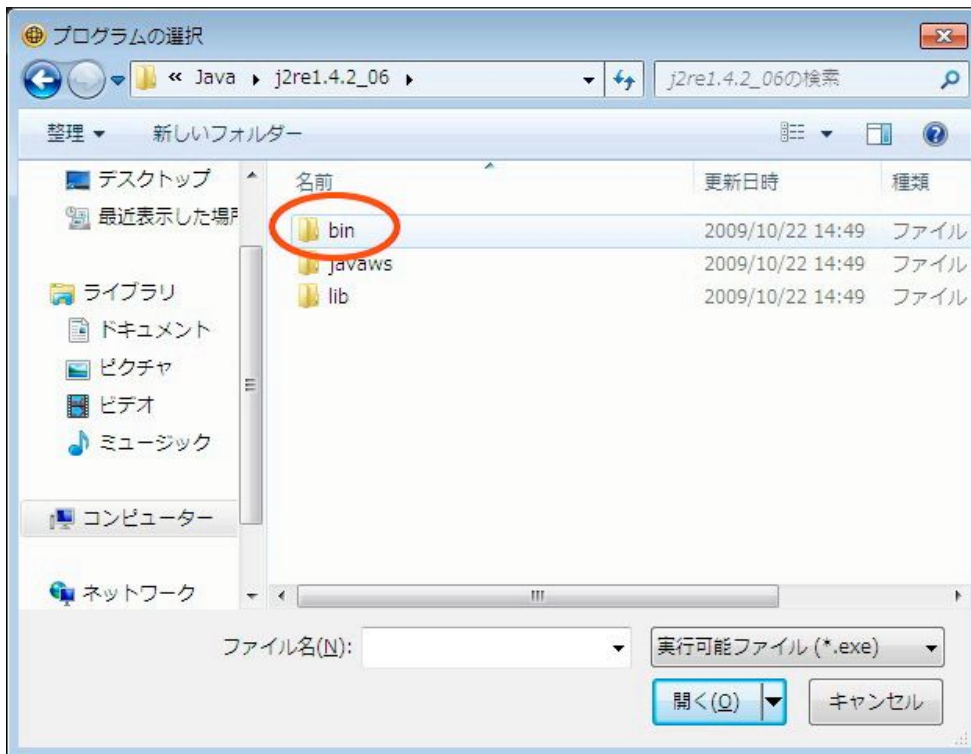 プログラムの選択
« Java ▸ j2re1.4.2_06 ▸
j2re1.4.2_06の検索
整理 ▼ 新しいフォルダー
名前 更新日時 種類
デスクトップ
最近表示した場所
ライブラリ
ドキュメント
ピクチャ
ビデオ
ミュージック
コンピューター
ネットワーク
bin 2009/10/22 14:49 ファイル
javaws 2009/10/22 14:49 ファイル
lib 2009/10/22 14:49 ファイル
ファイル名(N):
実行可能ファイル (*.exe)
開く(O)
キャンセル